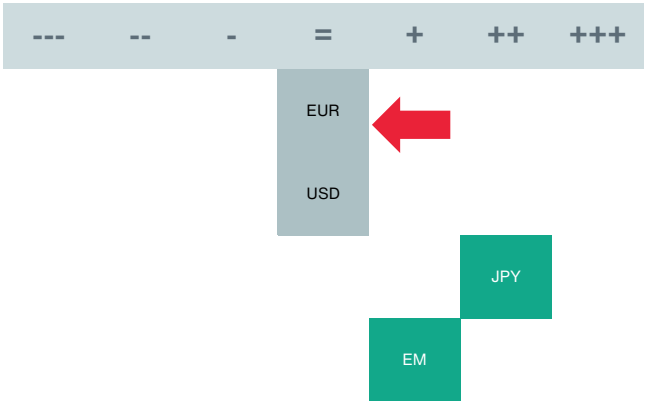 --- -- - = + ++ +++
EUR
USD
JPY
EM